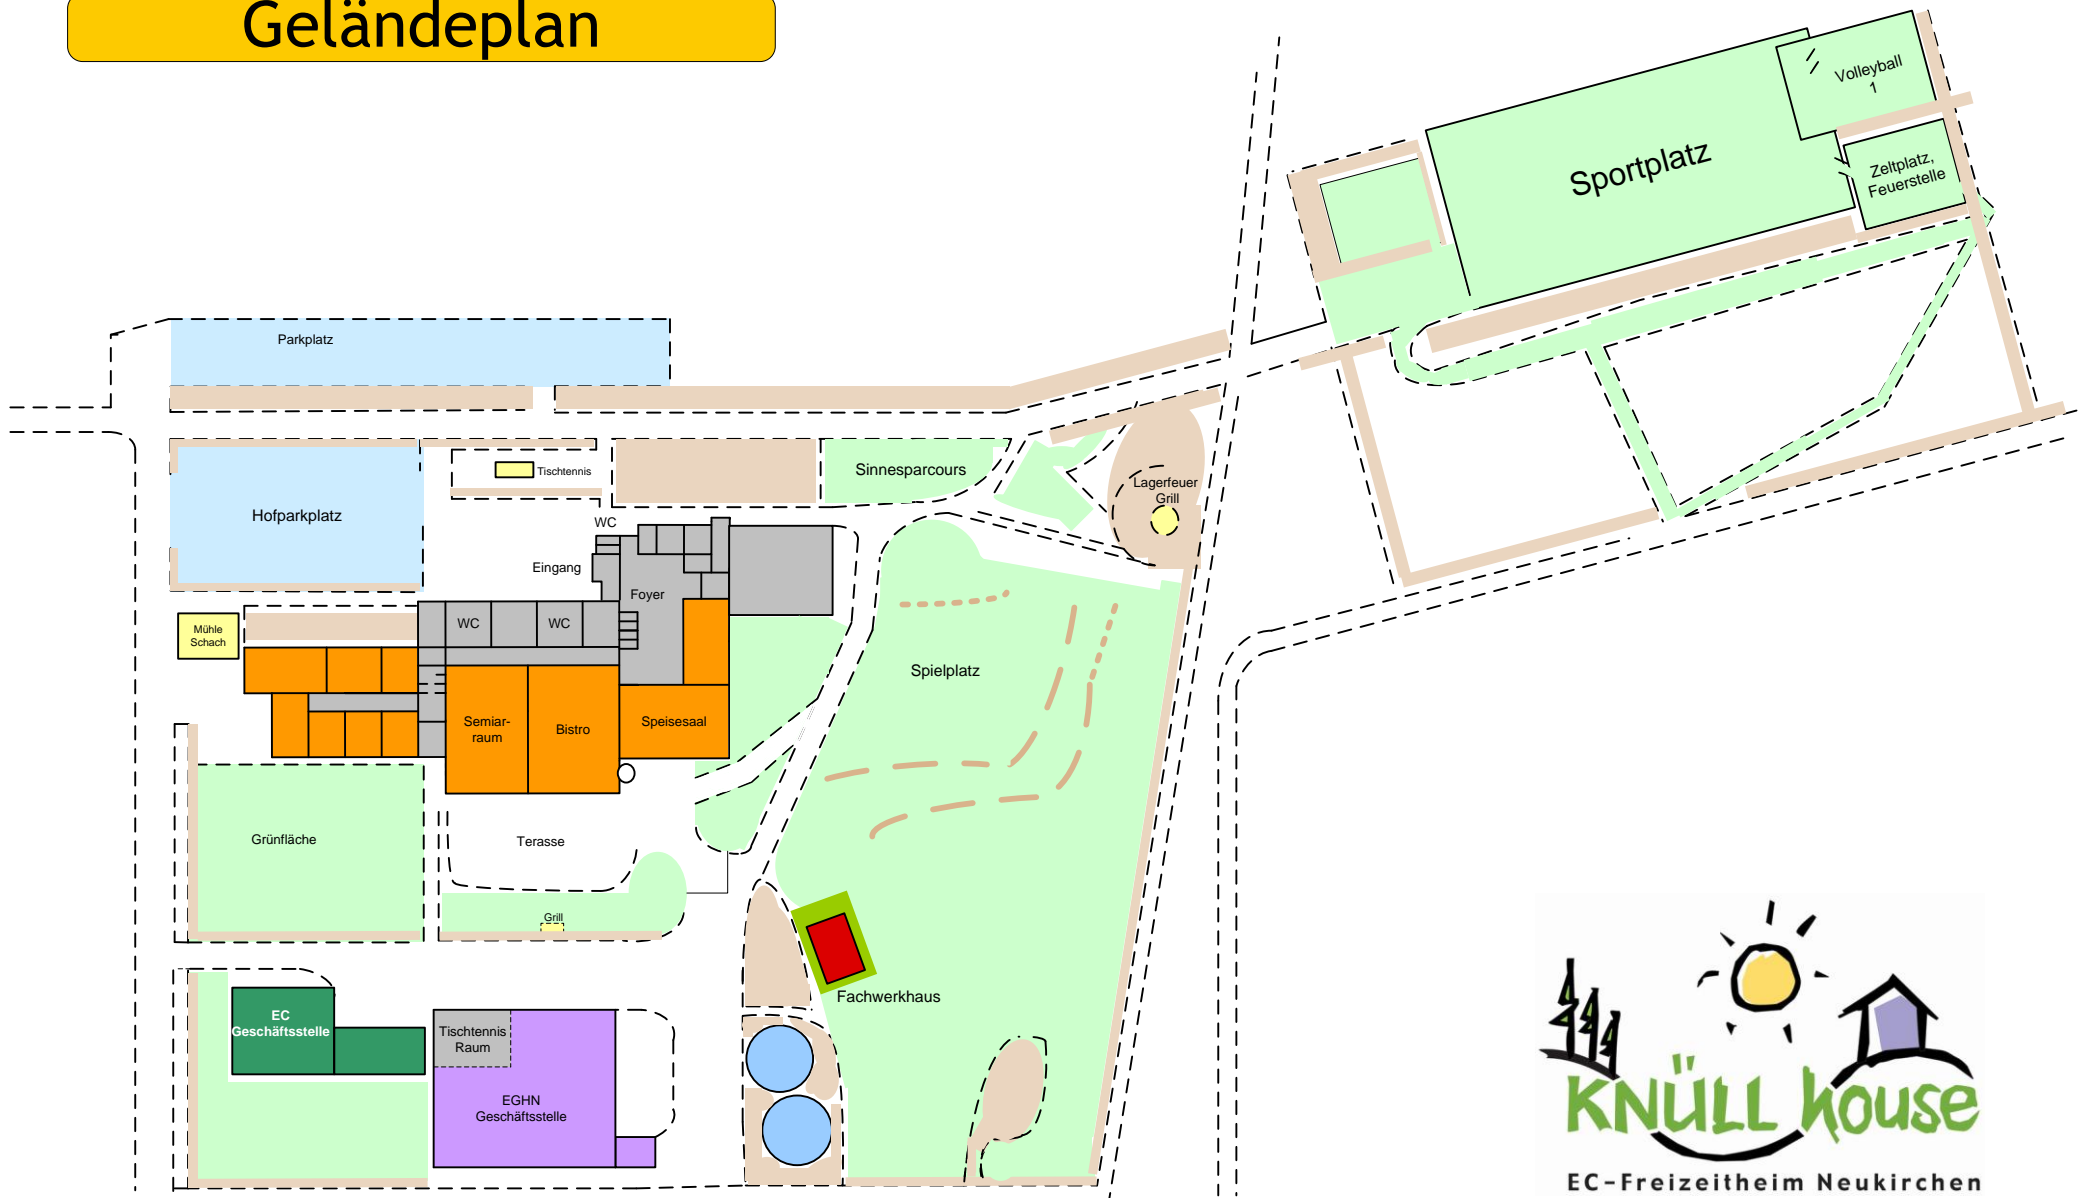 Geländeplan
Volleyball
1
Sportplatz
Zeltplatz,
Feuerstelle
Parkplatz
Tischtennis
Sinnesparcours
Lagerfeuer
Grill
Hofparkplatz
WC
Eingang
Foyer
Mühle
Schach
WC
WC
Spielplatz
Semiar-
raum
Bistro
Speisesaal
Grünfläche
Terasse
Grill
Fachwerkhaus
EC
Geschäftsstelle
Tischtennis
Raum
EGHN
Geschäftsstelle
KNÜLL house
EC-Freizeitheim Neukirchen